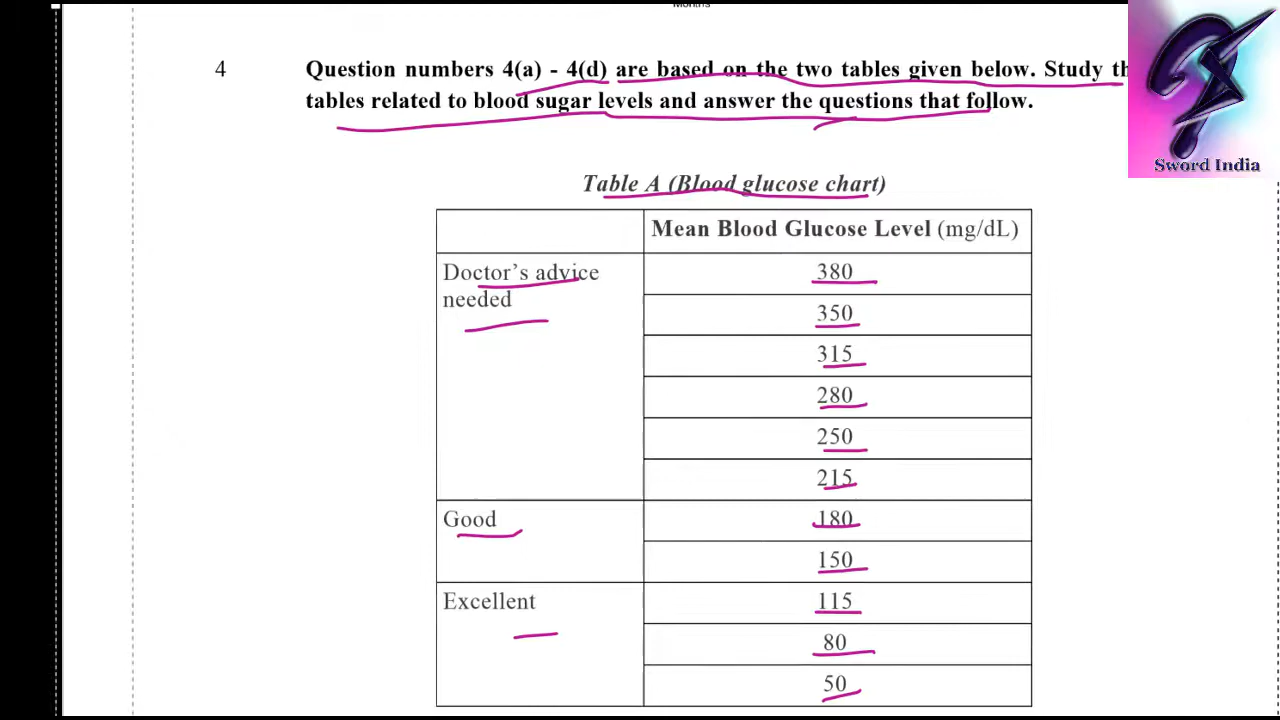 Months
4
Question numbers 4(a) - 4(d) are based on the two tables given below. Study th
tables related to blood sugar levels and answer the questions that follow.
Sword India
Table A (Blood glucose chart)
Mean Blood Glucose Level (mg/dL)
Doctor's advice
needed
380
350
315
280
250
215
Good
180
150
Excellent
115
80
50